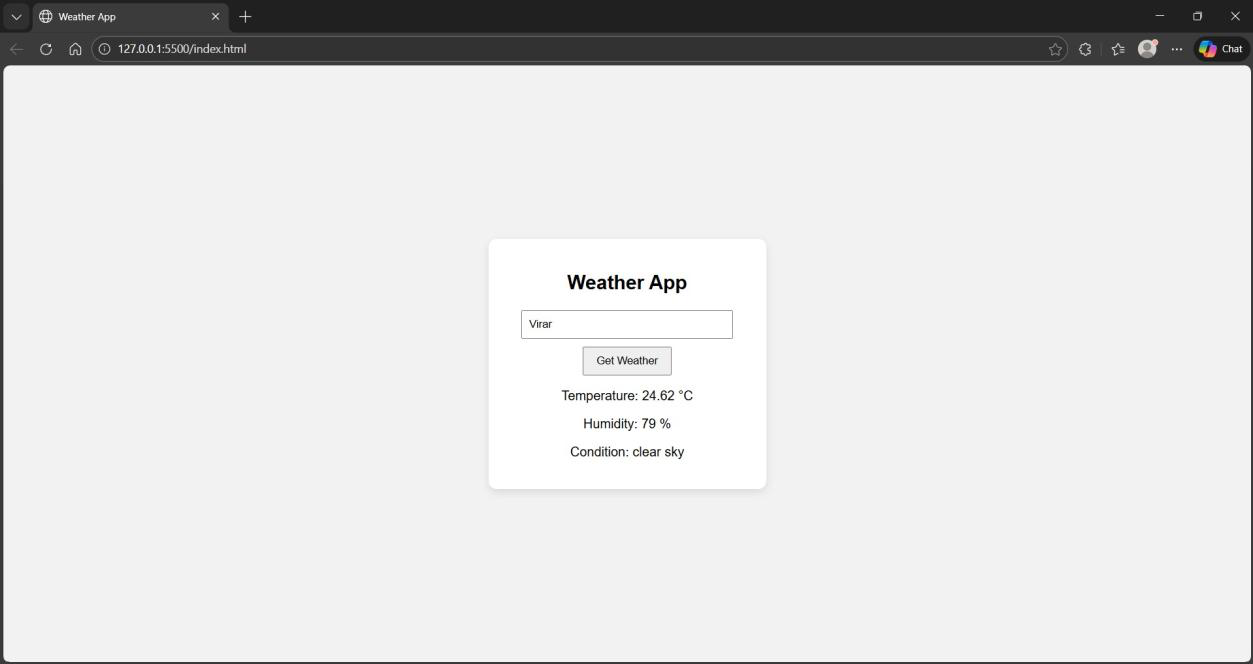 Weather App
127.0.0.1:5500/index.html
Chat
Weather App
Virar
Get Weather
Temperature: 24.62 °C
Humidity: 79 %
Condition: clear sky